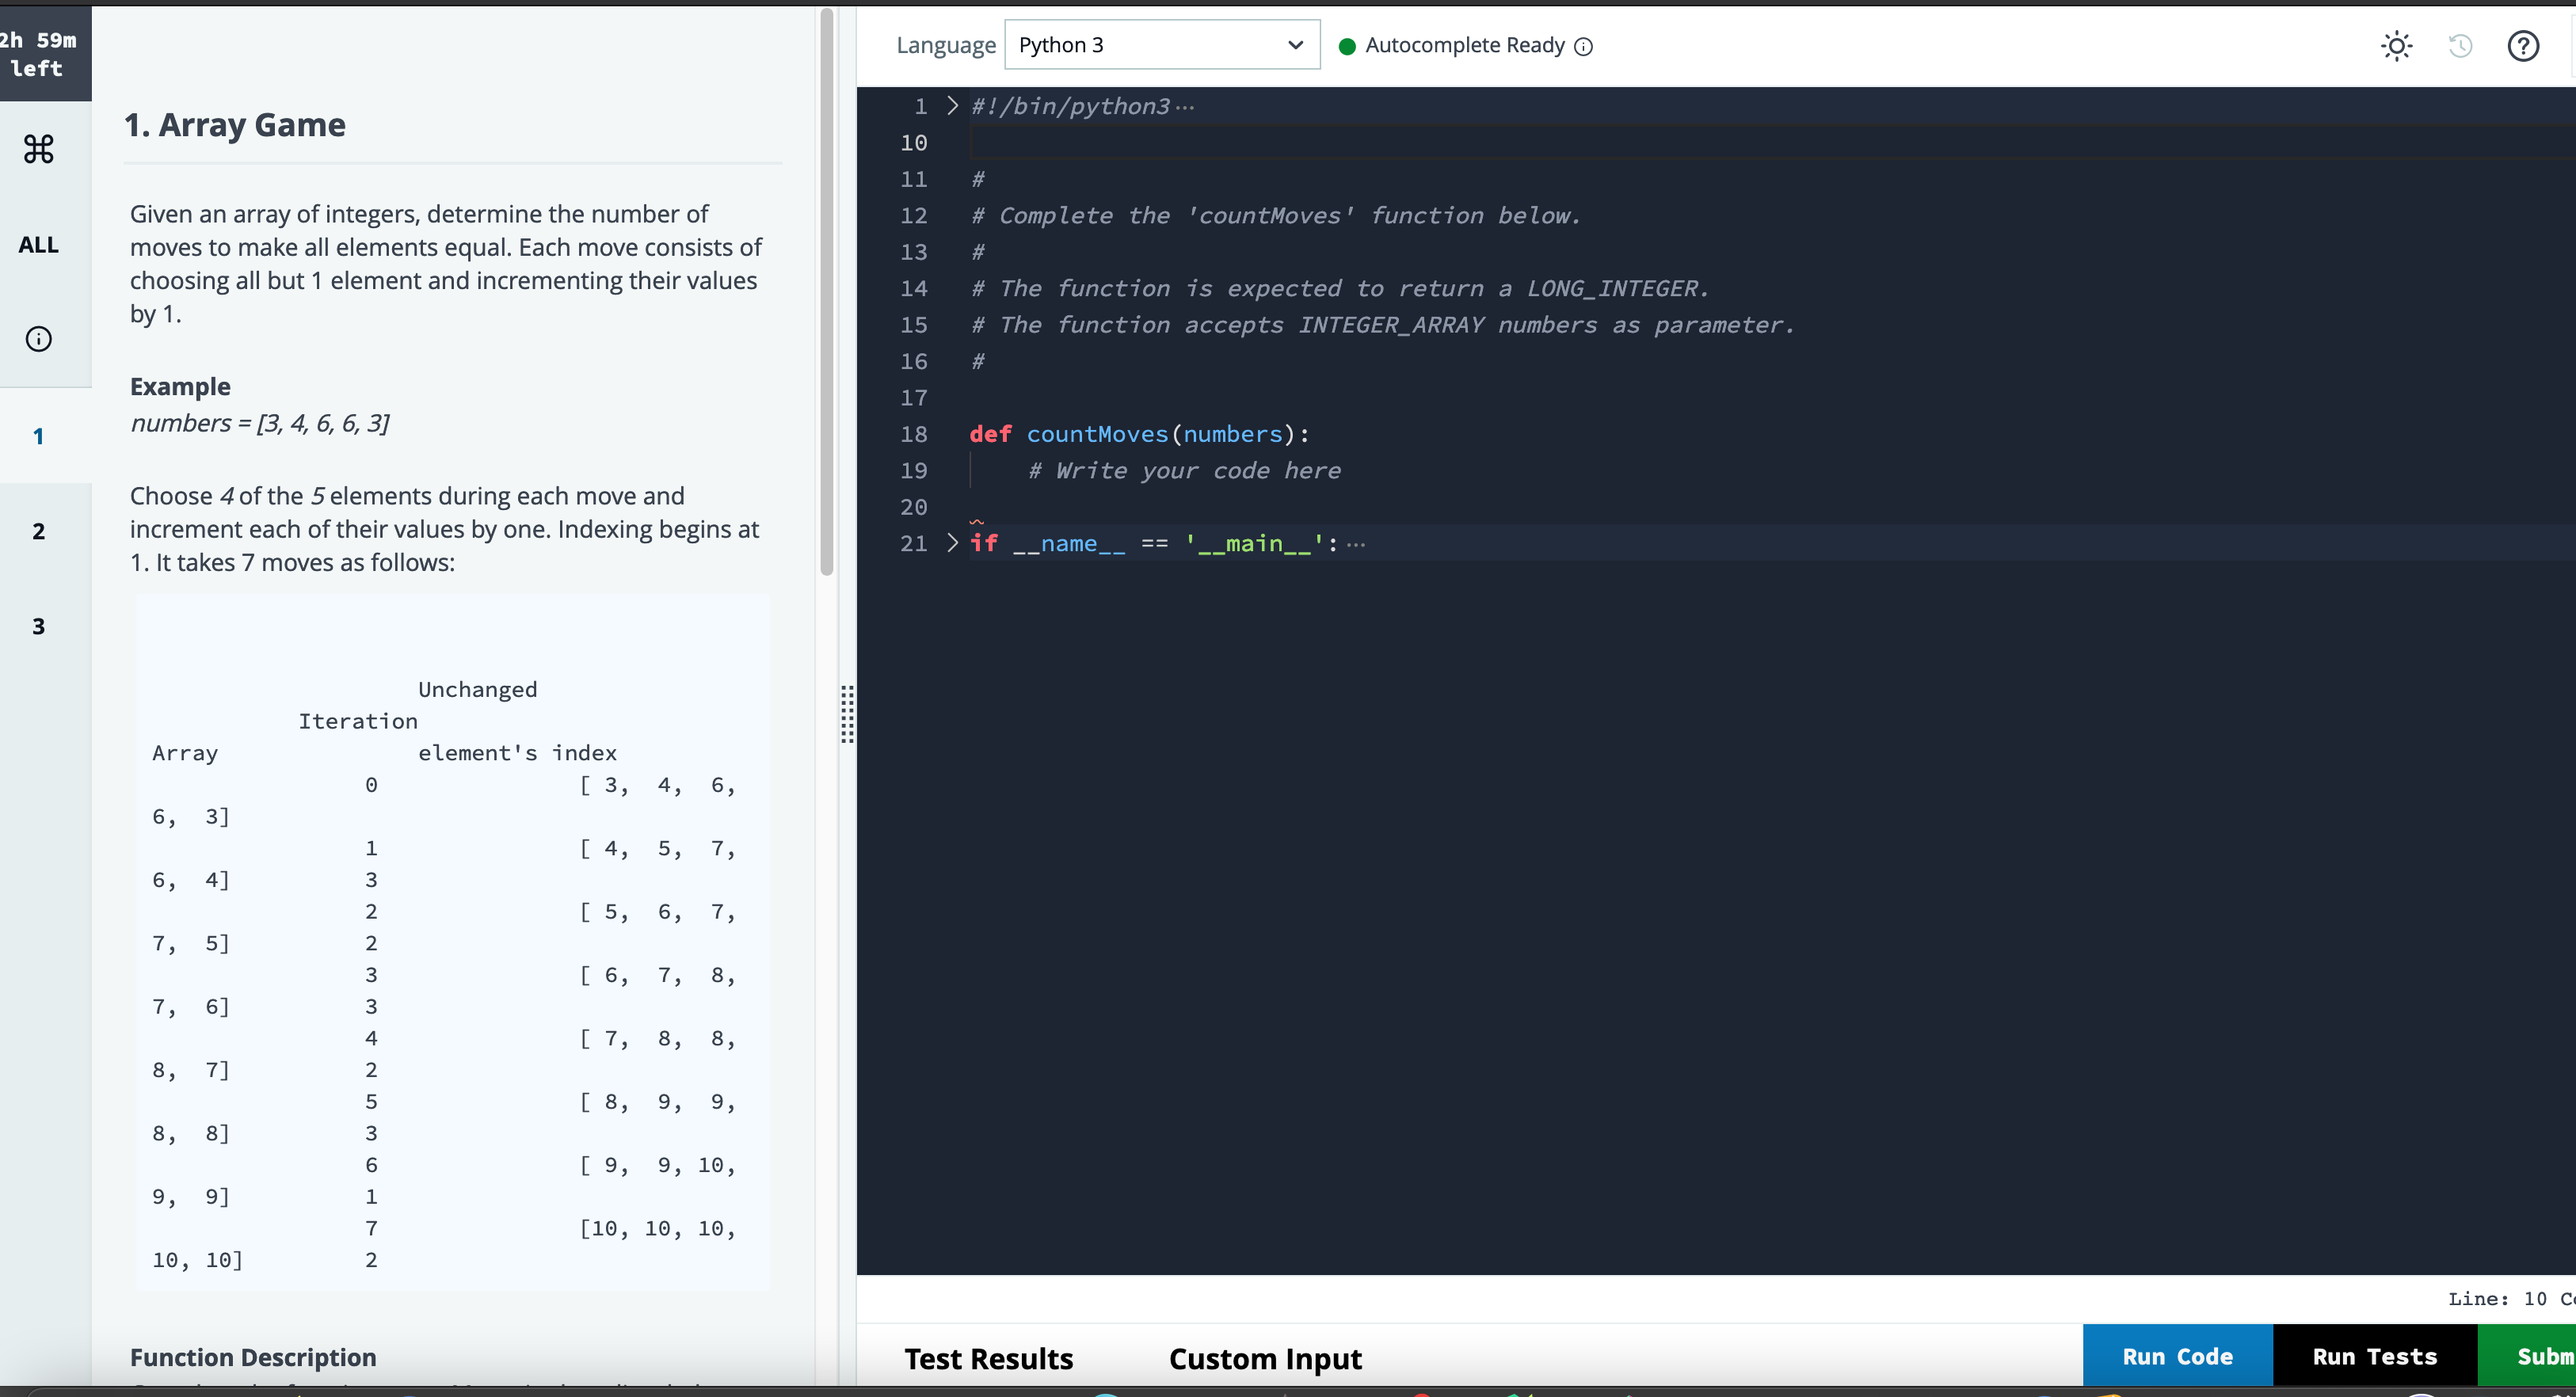 2h 59m
left
ALL
1
2
3
1. Array Game
Given an array of integers, determine the number of
moves to make all elements equal. Each move consists of
choosing all but 1 element and incrementing their values
by 1.
Example
numbers = [3, 4, 6, 6, 3]
Choose 4 of the 5 elements during each move and
increment each of their values by one. Indexing begins at
1. It takes 7 moves as follows:
Unchanged
Iteration
Array element's index
0 [ 3, 4, 6,
6, 3]
1 [ 4, 5, 7,
6, 4] 3
2 [ 5, 6, 7,
7, 5] 2
3 [ 6, 7, 8,
7, 6] 3
4 [ 7, 8, 8,
8, 7] 2
5 [ 8, 9, 9,
8, 8] 3
6 [ 9, 9, 10,
9, 9] 1
7 [10, 10, 10,
10, 10] 2
Function Description
Language Python 3 Autocomplete Ready
1 #!/bin/python3 ...
10
11 #
12 # Complete the 'countMoves' function below.
13 #
14 # The function is expected to return a LONG_INTEGER.
15 # The function accepts INTEGER_ARRAY numbers as parameter.
16 #
17
18 def countMoves(numbers):
19 # Write your code here
20
21 if __name__ == '__main__': ...
Line: 10
Test Results Custom Input Run Code Run Tests Subm